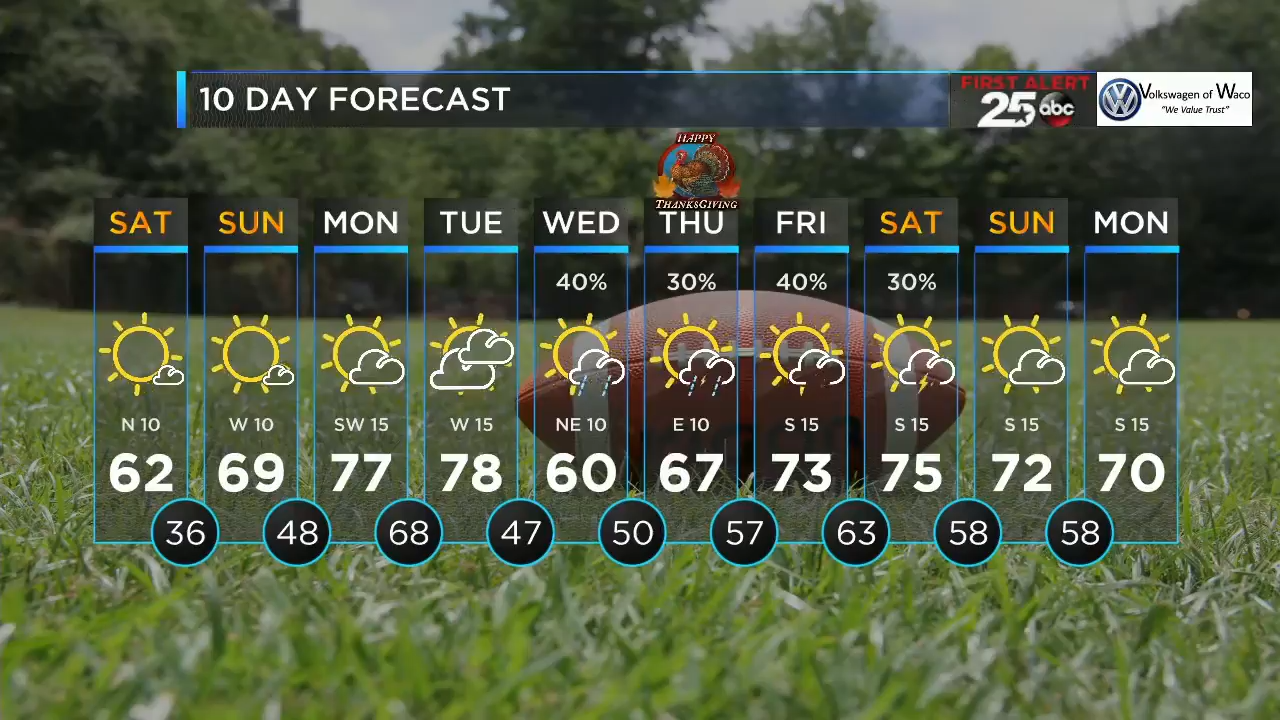 10 DAY FORECAST
FIRST ALERT
25 abc
Volkswagen of Waco
"We Value Trust"
HAPPY
THANKSGIVING
SAT SUN MON TUE WED THU FRI SAT SUN MON
40% 30% 40% 30%
N 10 W 10 SW 15 W 15 NE 10 E 10 S 15 S 15 S 15 S 15
62 69 77 78 60 67 73 75 72 70
36 48 68 47 50 57 63 58 58